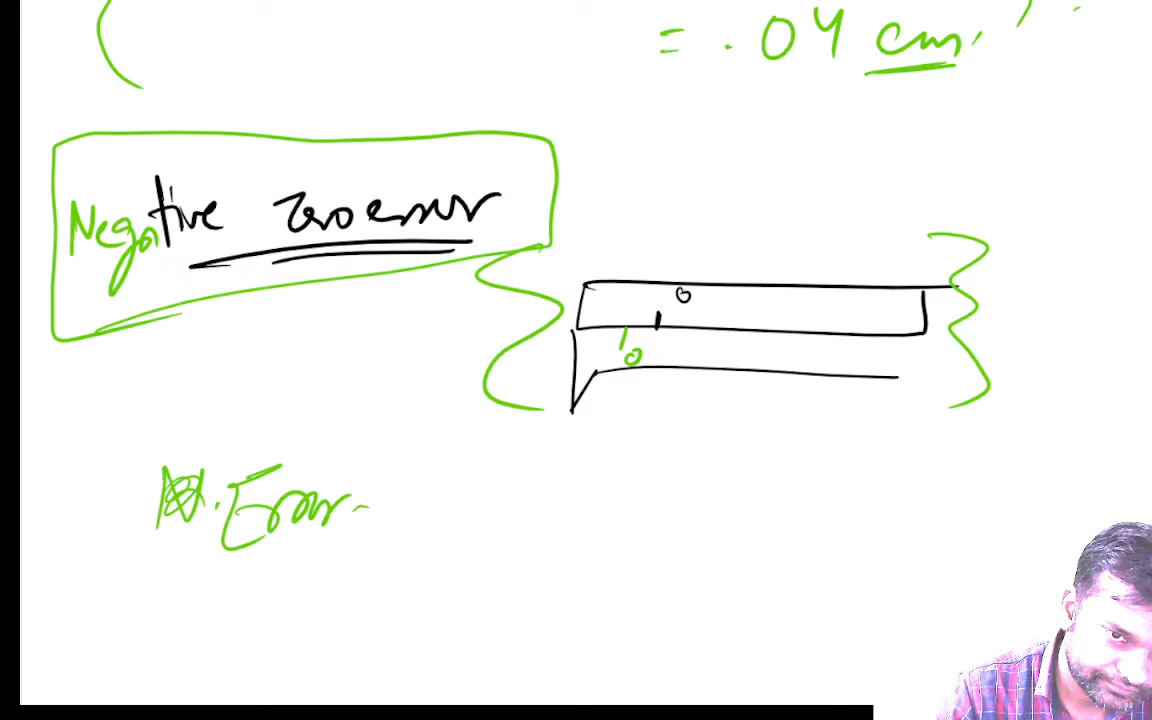 = .04 cm.
Negative Zero error
0
0
Error.